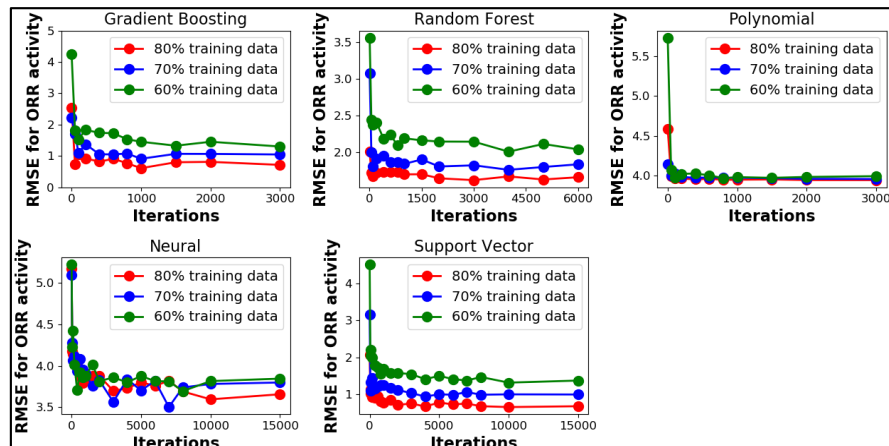 Gradient Boosting
RMSE for ORR activity
5
4
3
2
1
0
80% training data
70% training data
60% training data
0 1000 2000 3000
Iterations
Random Forest
RMSE for ORR activity
3.5
3.0
2.5
2.0
80% training data
70% training data
60% training data
0 1500 3000 4500 6000
Iterations
Polynomial
RMSE for ORR activity
5.5
5.0
4.5
4.0
80% training data
70% training data
60% training data
0 1000 2000 3000
Iterations
Neural
RMSE for ORR activity
5.0
4.5
4.0
3.5
80% training data
70% training data
60% training data
0 5000 10000 15000
Iterations
Support Vector
RMSE for ORR activity
4
3
2
1
80% training data
70% training data
60% training data
0 5000 10000 15000
Iterations